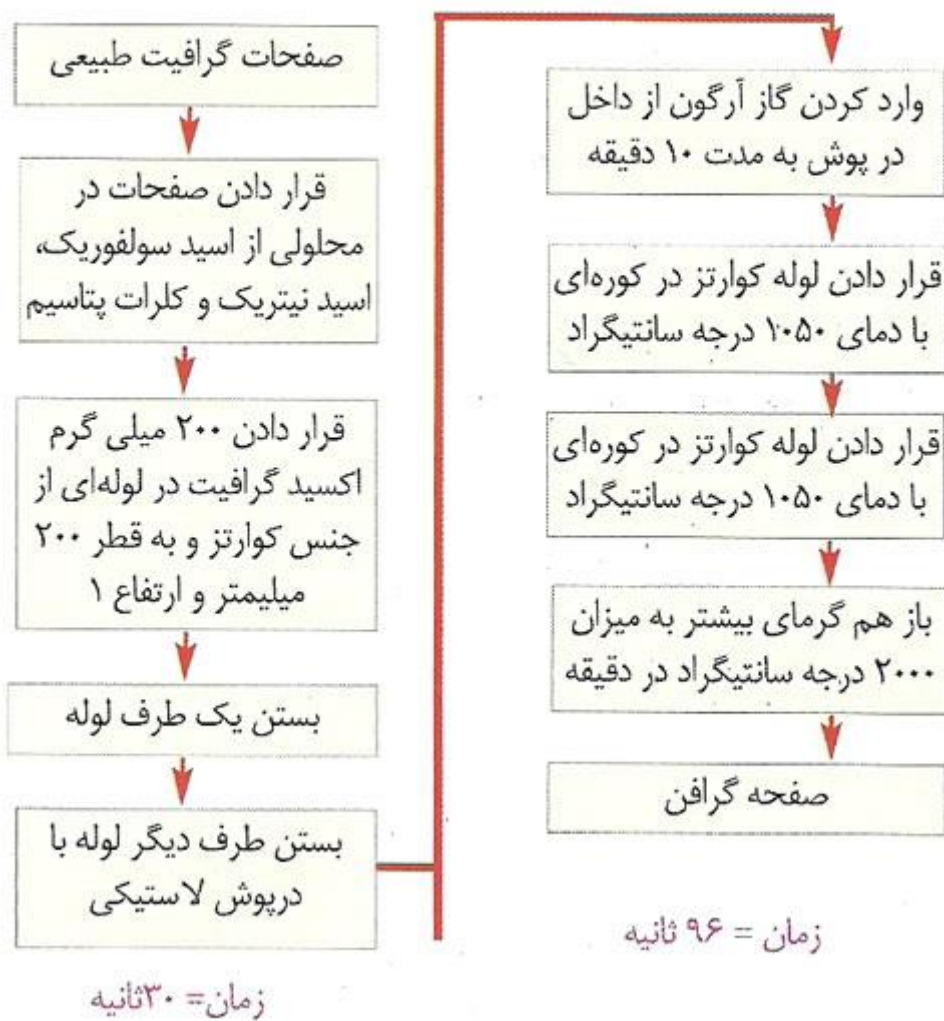 صفحات گرافیت طبیعی
قرار دادن صفحات در
محلولی از اسید سولفوریک،
اسید نیتریک و کلرات پتاسیم
قرار دادن ۲۰۰ میلی گرم
اکسید گرافیت در لوله‌ای از
جنس کوارتز و به قطر ۲۰۰
میلیمتر و ارتفاع ۱
بستن یک طرف لوله
بستن طرف دیگر لوله با
درپوش لاستیکی
زمان= ۳۰ثانیه
وارد کردن گاز آرگون از داخل
در پوش به مدت ۱۰ دقیقه
قرار دادن لوله کوارتز در کوره‌ای
با دمای ۱۰۵۰ درجه سانتیگراد
قرار دادن لوله کوارتز در کوره‌ای
با دمای ۱۰۵۰ درجه سانتیگراد
باز هم گرمای بیشتر به میزان
۲۰۰۰ درجه سانتیگراد در دقیقه
صفحه گرافن
زمان = ۹۶ ثانیه